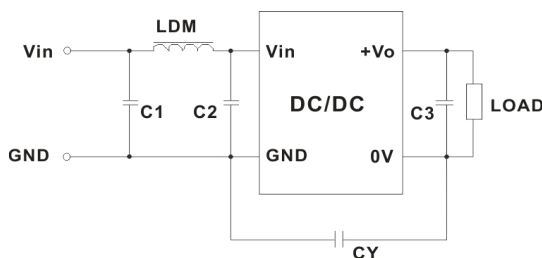 LDM
Vin
Vin
+Vo
DC/DC
C1
C2
C3
LOAD
GND
GND
0V
CY